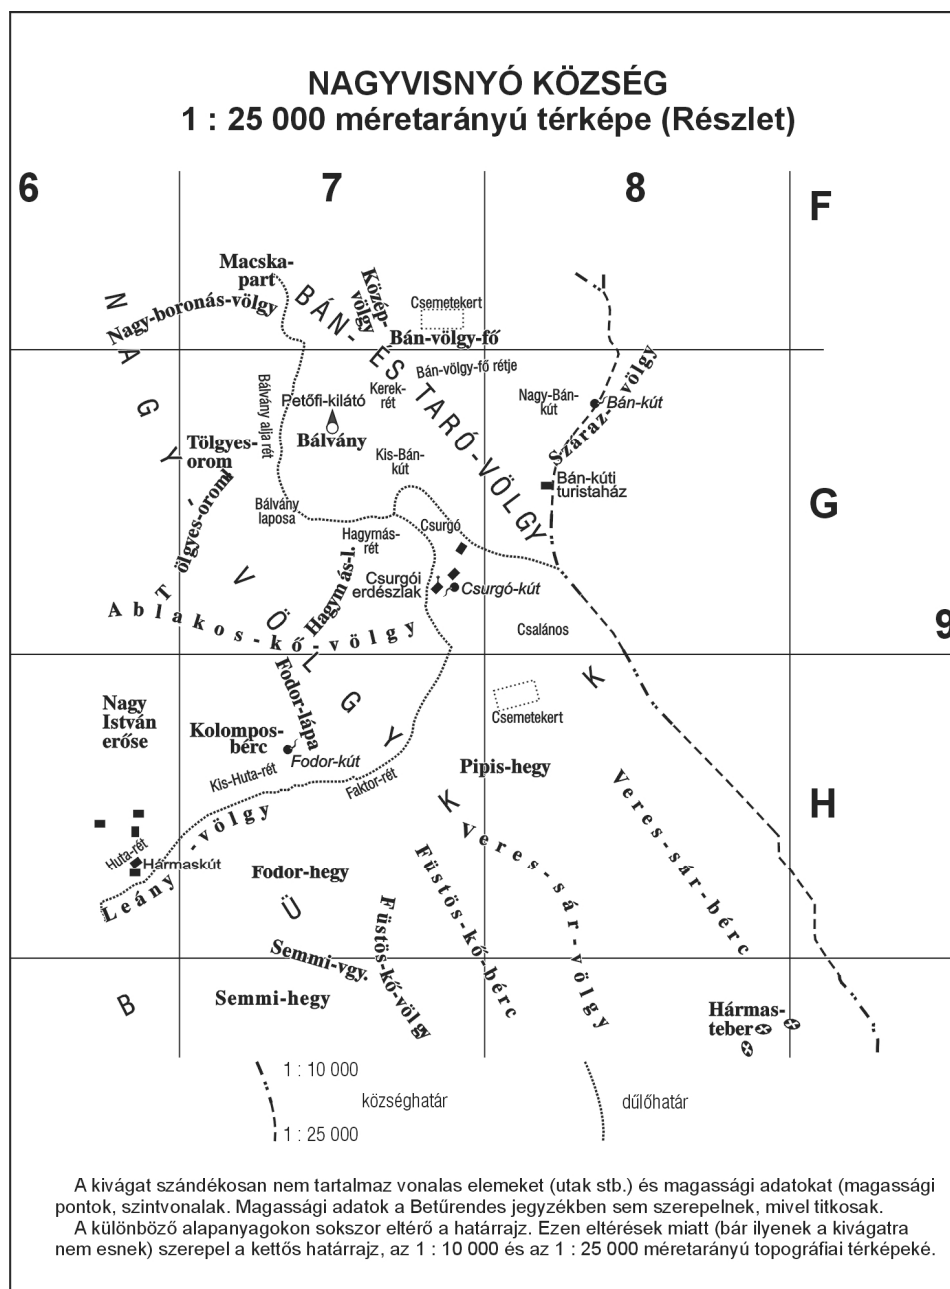 NAGYVISNYÓ KÖZSÉG
1 : 25 000 méretarányú térképe (Részlet)
6
7
8
F
Macska-
part
Közép-
völgy
Csemetekert
Nagy-boronás-völgy
BÁN- ÉS TARÓ-VÖLGY
Bán-völgy-fő
NAGY VÖLGY
Bán-völgy-fő rétje
Száraz-völgy
Bálvány alja rét
Petőfi-kilátó
Kerek-
rét
Nagy-Bán-
kút
Bán-kút
Bálvány
Tölgyes-
orom
Kis-Bán-
kút
Bán-kúti
turistaház
G
Tölgyes-oroml.
Bálvány
laposa
Hagymás-
rét
Csurgó
Hagymás-l.
Csurgói
erdészlak
Csurgó-kút
Ablakos-kő-völgy
Csalános
9
Fodor-lápa
Nagy
István
erőse
Kolompos-
bérc
Fodor-kút
Csemetekert
Kis-Huta-rét
Faktor-rét
Pipis-hegy
H
Veres-sár-bérc
Veres-sár-völgy
Huta-rét
Hármaskút
Leány-völgy
Fodor-hegy
BÜKK
Füstös-kő-bérc
Füstös-kő-völgy
Semmi-vgy.
Semmi-hegy
Hármas-
teber
1 : 10 000
községhatár
dűlőhatár
1 : 25 000
A kivágat szándékosan nem tartalmaz vonalas elemeket (utak stb.) és magassági adatokat (magassági
pontok, szintvonalak. Magassági adatok a Betűrendes jegyzékben sem szerepelnek, mivel titkosak.
A különböző alapanyagokon sokszor eltérő a határrajz. Ezen eltérések miatt (bár ilyenek a kivágatra
nem esnek) szerepel a kettős határrajz, az 1 : 10 000 és az 1 : 25 000 méretarányú topográfiai térképeké.